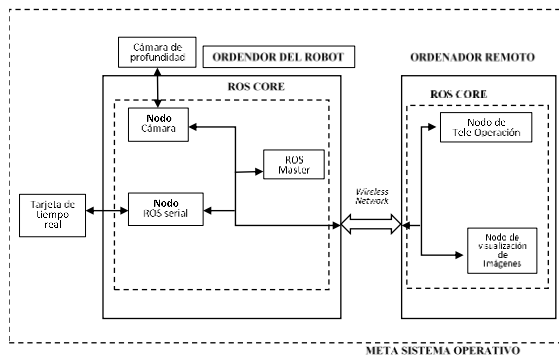 Cámara de
profundidad
ORDENDOR DEL ROBOT
ORDENADOR REMOTO
ROS CORE
ROS CORE
Nodo
Cámara
Nodo de
Tele Operación
ROS
Master
Tarjeta de
tiempo
real
Nodo
ROS serial
Wireless
Network
Nodo de
visualización
de
Imágenes
META SISTEMA OPERATIVO